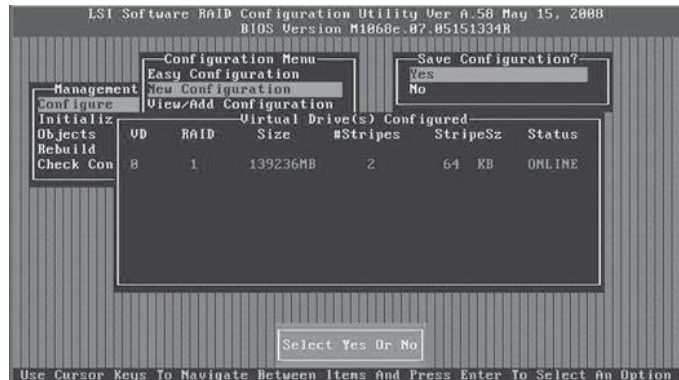 LSI Software RAID Configuration Utility Ver A.58 May 15, 2008
BIOS Version M1068e.07.05151334R
Configuration Menu
Easy Configuration
New Configuration
View/Add Configuration
Save Configuration?
Yes
No
Management
Configure
Initializ
Objects
Rebuild
Check Con
Virtual Drive(s) Configured
VD RAID Size #Stripes StripeSz Status
0 1 139236MB 2 64 KB ONLINE
Select Yes Or No
Use Cursor Keys To Navigate Between Items And Press Enter To Select An Option